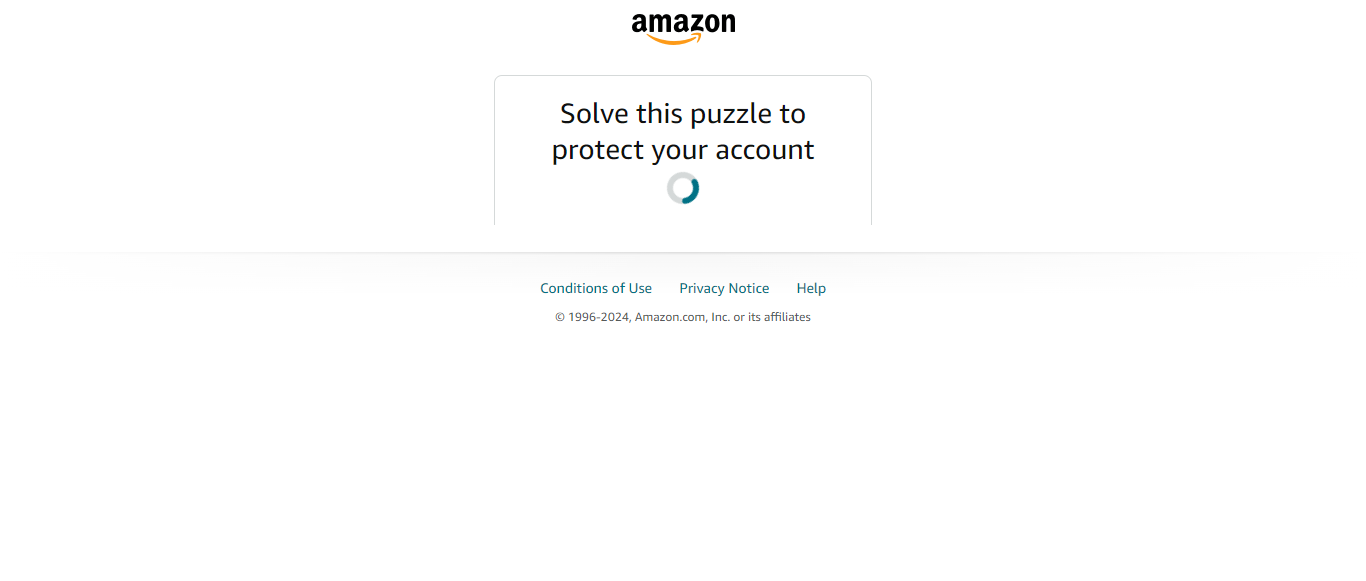 amazon
Solve this puzzle to
protect your account
Conditions of Use Privacy Notice Help
© 1996-2024, Amazon.com, Inc. or its affiliates